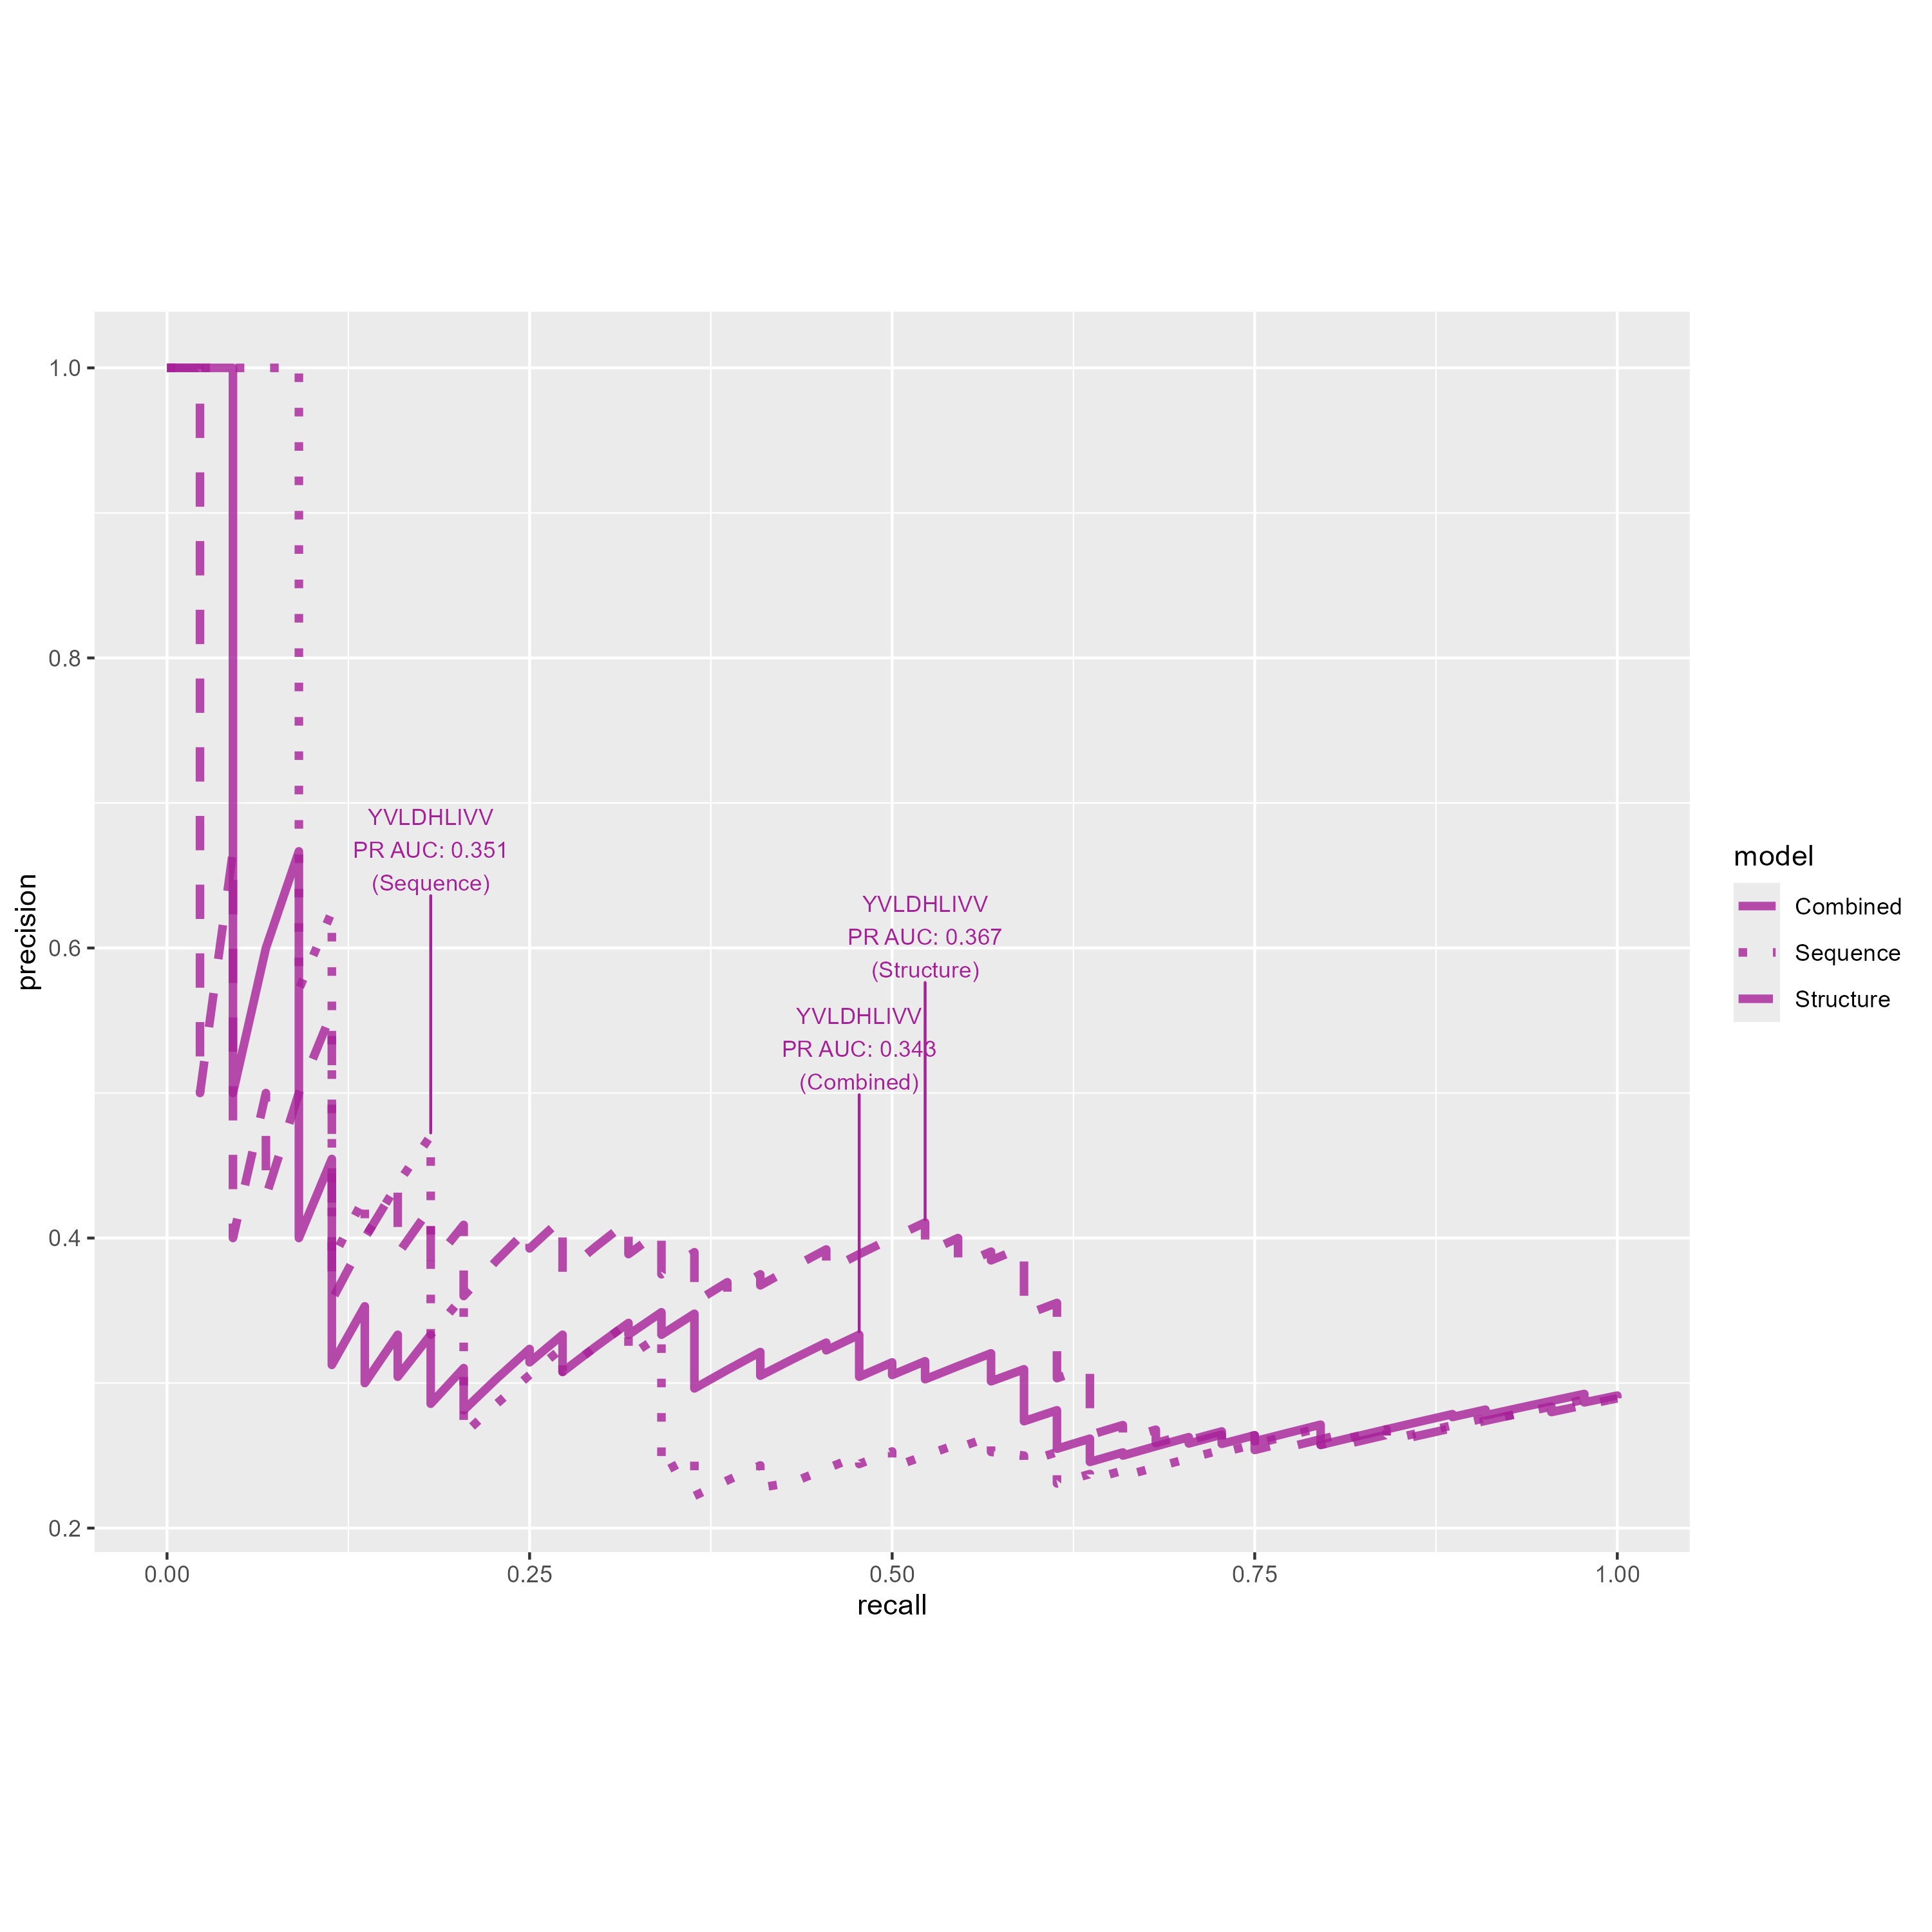 1.0
0.8
0.6
0.4
0.2
precision
YVLDHLIVV
PR AUC: 0.351
(Sequence)
YVLDHLIVV
PR AUC: 0.367
(Structure)
YVLDHLIVV
PR AUC: 0.343
(Combined)
0.00
0.25
0.50
0.75
1.00
recall
model
Combined
Sequence
Structure